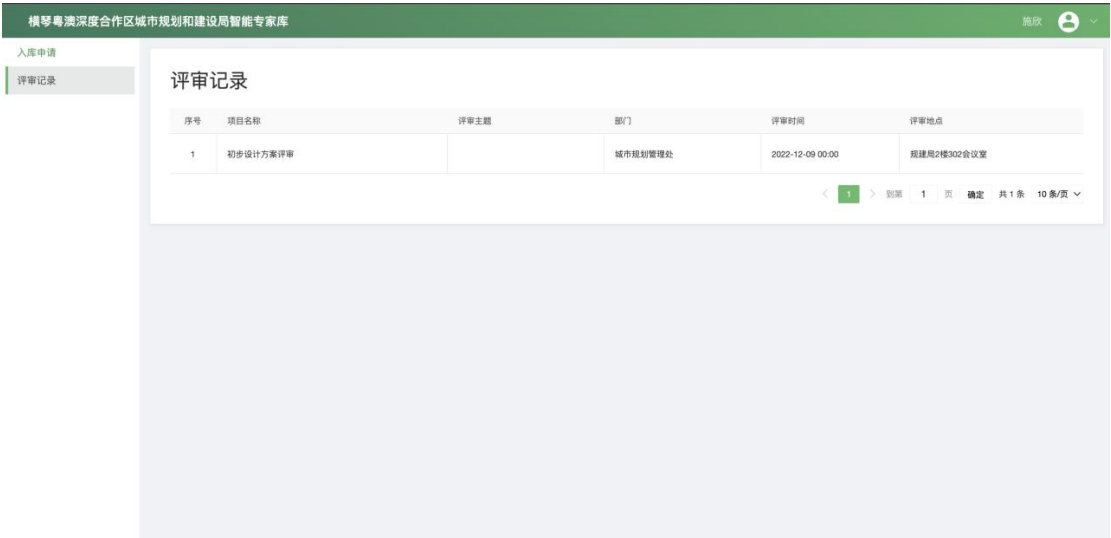 横琴粤澳深度合作区城市规划和建设局智能专家库 施欣
入库申请
评审记录
评审记录
序号 项目名称 评审主题 部门 评审时间 评审地点
1 初步设计方案评审 城市规划管理处 2022-12-09 00:00 规建局2楼302会议室
1 到第 1 页 确定 共 1 条 10 条/页